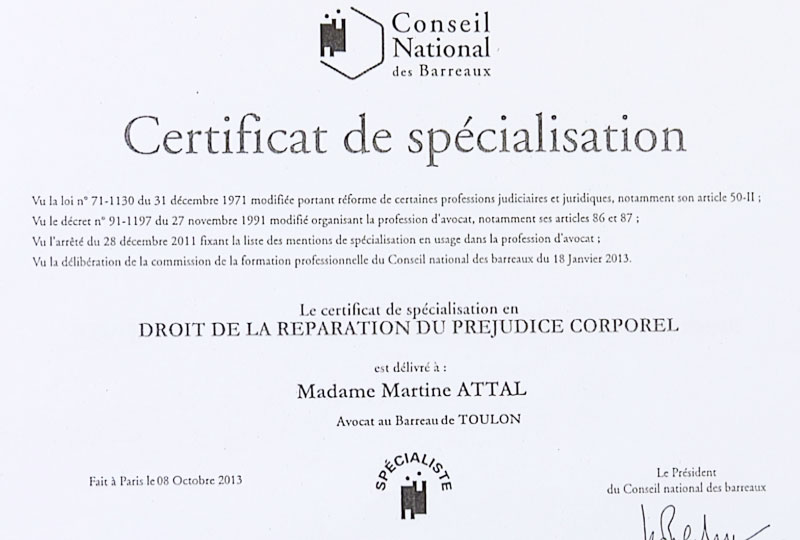 Conseil
National
des Barreaux
Certificat de spécialisation
Vu la loi n° 71-1130 du 31 décembre 1971 modifiée portant réforme de certaines professions judiciaires et juridiques, notamment son article 50-II ;
Vu le décret n° 91-1197 du 27 novembre 1991 modifié organisant la profession d'avocat, notamment ses articles 86 et 87 ;
Vu l'arrêté du 28 décembre 2011 fixant la liste des mentions de spécialisation en usage dans la profession d'avocat ;
Vu la délibération de la commission de la formation professionnelle du Conseil national des barreaux du 18 Janvier 2013.
Le certificat de spécialisation en
DROIT DE LA REPARATION DU PREJUDICE CORPOREL
est délivré à :
Madame Martine ATTAL
Avocat au Barreau de TOULON
Fait à Paris le 08 Octobre 2013
SPÉCIALISTE
Le Président
du Conseil national des barreaux